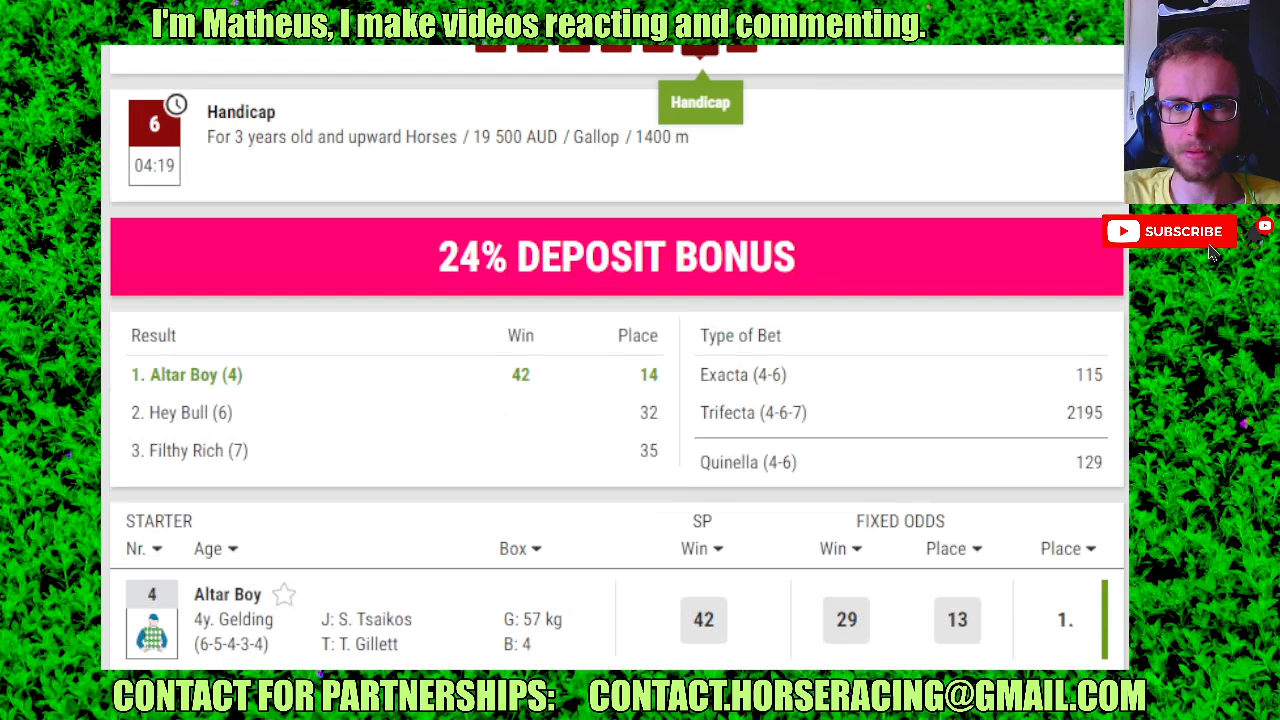 I'm Matheus, I make videos reacting and commenting.
Handicap
6
Handicap
04:19
For 3 years old and upward Horses / 19 500 AUD / Gallop / 1400 m
SUBSCRIBE
24% DEPOSIT BONUS
Result Win Place Type of Bet
1. Altar Boy (4) 42 14 Exacta (4-6) 115
2. Hey Bull (6) 32 Trifecta (4-6-7) 2195
3. Filthy Rich (7) 35 Quinella (4-6) 129
STARTER SP FIXED ODDS
Nr. Age Box Win Win Place Place
4 Altar Boy
4y. Gelding J: S. Tsaikos G: 57 kg 42 29 13 1.
(6-5-4-3-4) T: T. Gillett B: 4
CONTACT FOR PARTNERSHIPS: CONTACT.HORSERACING@GMAIL.COM